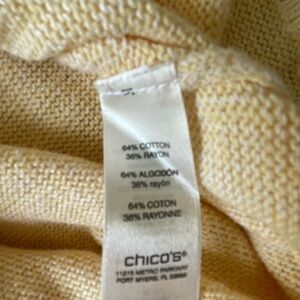 64% COTTON
36% RAYON
64% ALGODÓN
36% rayón
64% COTON
36% RAYONNE
chico's®
11215 METRO PARKWAY
FORT MYERS, FL 33966